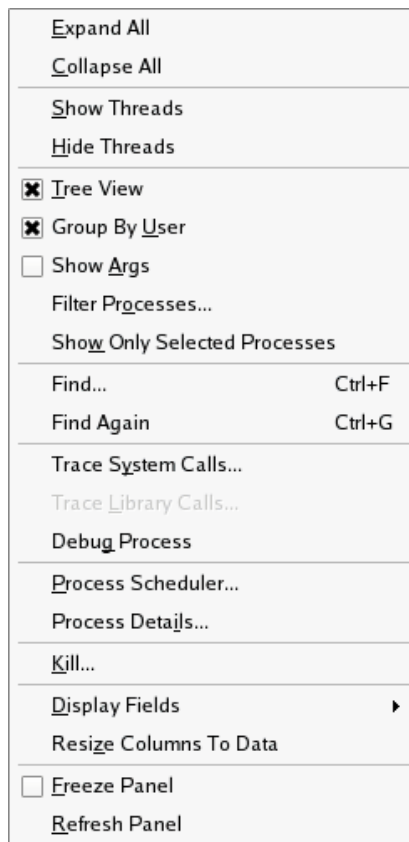 Expand All
Collapse All
Show Threads
Hide Threads
Tree View
Group By User
Show Args
Filter Processes...
Show Only Selected Processes
Find... Ctrl+F
Find Again Ctrl+G
Trace System Calls...
Trace Library Calls...
Debug Process
Process Scheduler...
Process Details...
Kill...
Display Fields
Resize Columns To Data
Freeze Panel
Refresh Panel